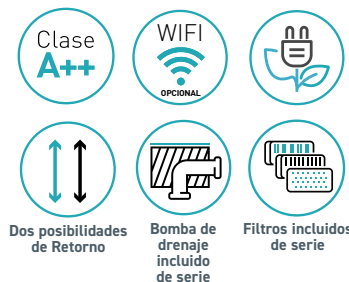 Clase
A++
WIFI
OPCIONAL
Dos posibilidades
de Retorno
Bomba de
drenaje
incluido
de serie
Filtros incluidos
de serie